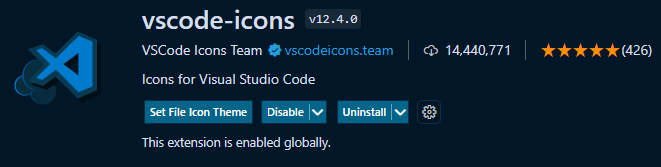 vscode-icons v12.4.0
VSCode Icons Team vscodeicons.team 14,440,771 (426)
Icons for Visual Studio Code
Set File Icon Theme Disable Uninstall
This extension is enabled globally.